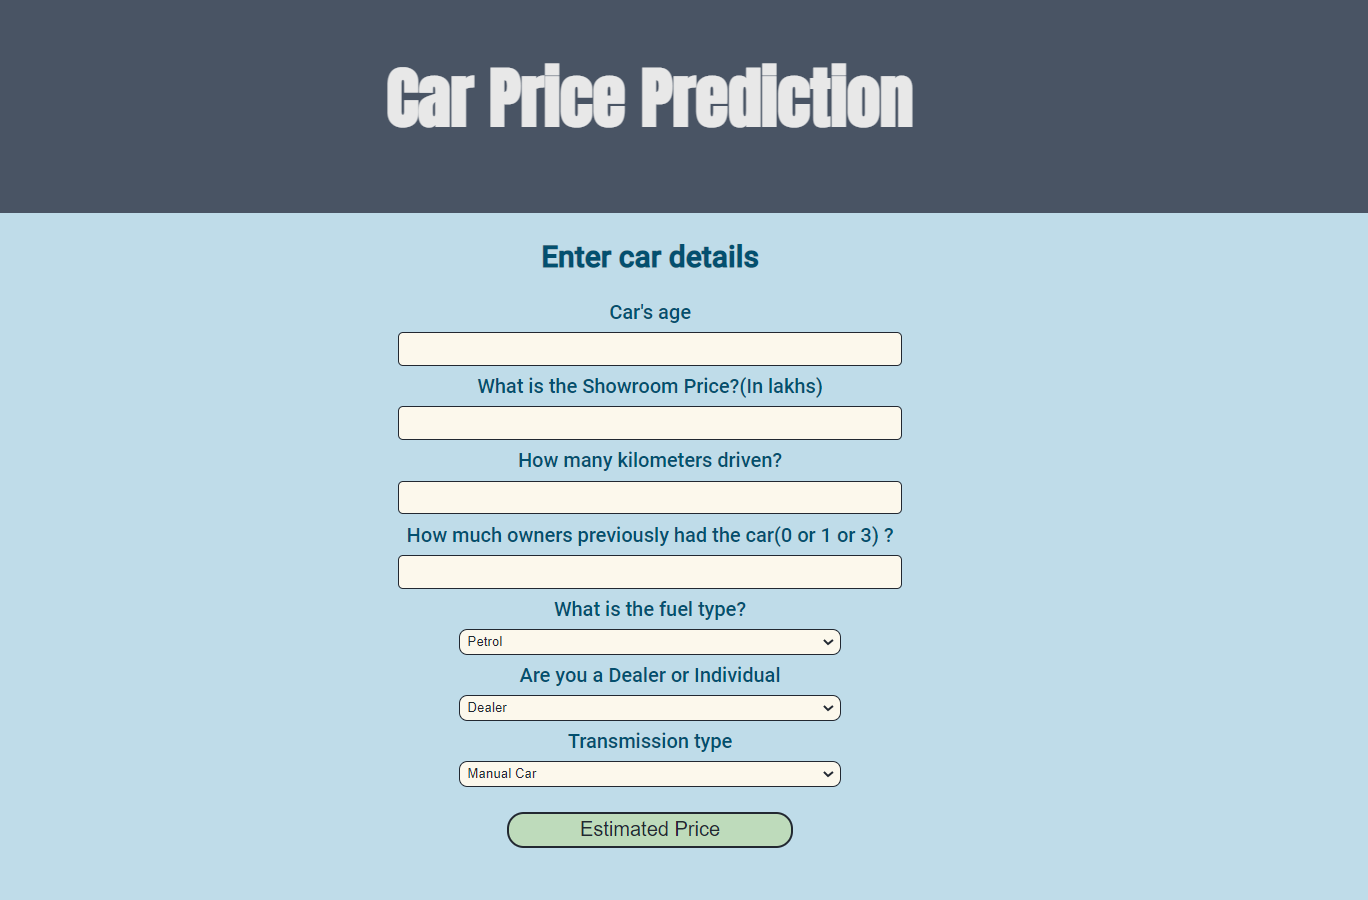 Car Price Prediction
Enter car details
Car's age
What is the Showroom Price?(In lakhs)
How many kilometers driven?
How much owners previously had the car(0 or 1 or 3) ?
What is the fuel type?
Petrol
Are you a Dealer or Individual
Dealer
Transmission type
Manual Car
Estimated Price